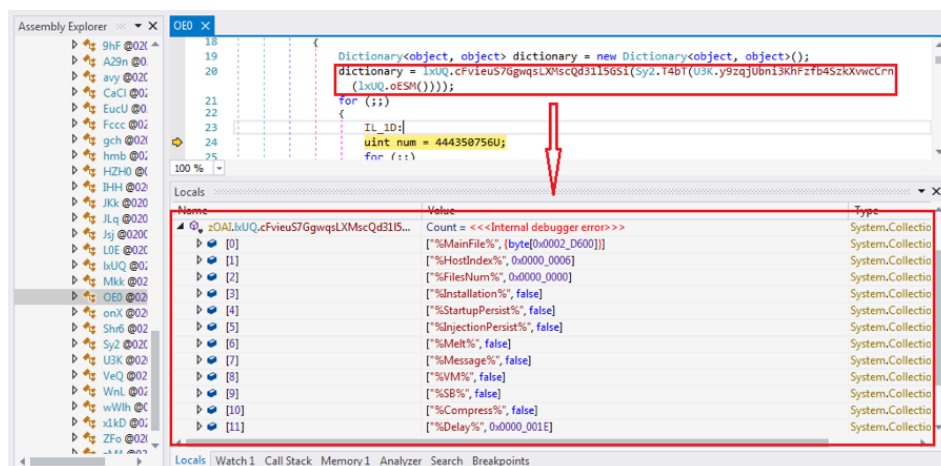 Assembly Explorer
9hF @02(
A29n @0.
avy @020
CaCl @02
EucU @0.
Fccc @02
gch @02(
hmb @02
HZH0 @(
IHH @02
JKk @020
JLq @020
Jsj @0200
L0E @020
lxUQ @02
Mkk @02
OE0 @02
onX @02
Shr6 @02
Sy2 @020
U3K @02
VeQ @02
WnL @02
wWlh @0
x1kD @02
ZFo @02(
OE0
18 {
19 Dictionary<object, object> dictionary = new Dictionary<object, object>();
20 dictionary = lxUQ.cFvieuS7GgwqsLXMscQd31l5GSi(Sy2.T4bT(U3K.y9zqjUbni3KhFzfb4SzkXvwcCrn
(lxUQ.oESM())));
21 for (;;)
22 {
23 IL_1D:
24 uint num = 444350756U;
25 for (;;)
100 %
Locals
Name Value Type
zOAI.lxUQ.cFvieuS7GgwqsLXMscQd31l5... Count = <<<Internal debugger error>>> System.Collectio
[0] ["%MainFile%", {byte[0x0002_D600]}] System.Collectio
[1] ["%HostIndex%", 0x0000_0006] System.Collectio
[2] ["%FilesNum%", 0x0000_0000] System.Collectio
[3] ["%Installation%", false] System.Collectio
[4] ["%StartupPersist%", false] System.Collectio
[5] ["%InjectionPersist%", false] System.Collectio
[6] ["%Melt%", false] System.Collectio
[7] ["%Message%", false] System.Collectio
[8] ["%VM%", false] System.Collectio
[9] ["%SB%", false] System.Collectio
[10] ["%Compress%", false] System.Collectio
[11] ["%Delay%", 0x0000_001E] System.Collectio
Locals Watch 1 Call Stack Memory 1 Analyzer Search Breakpoints